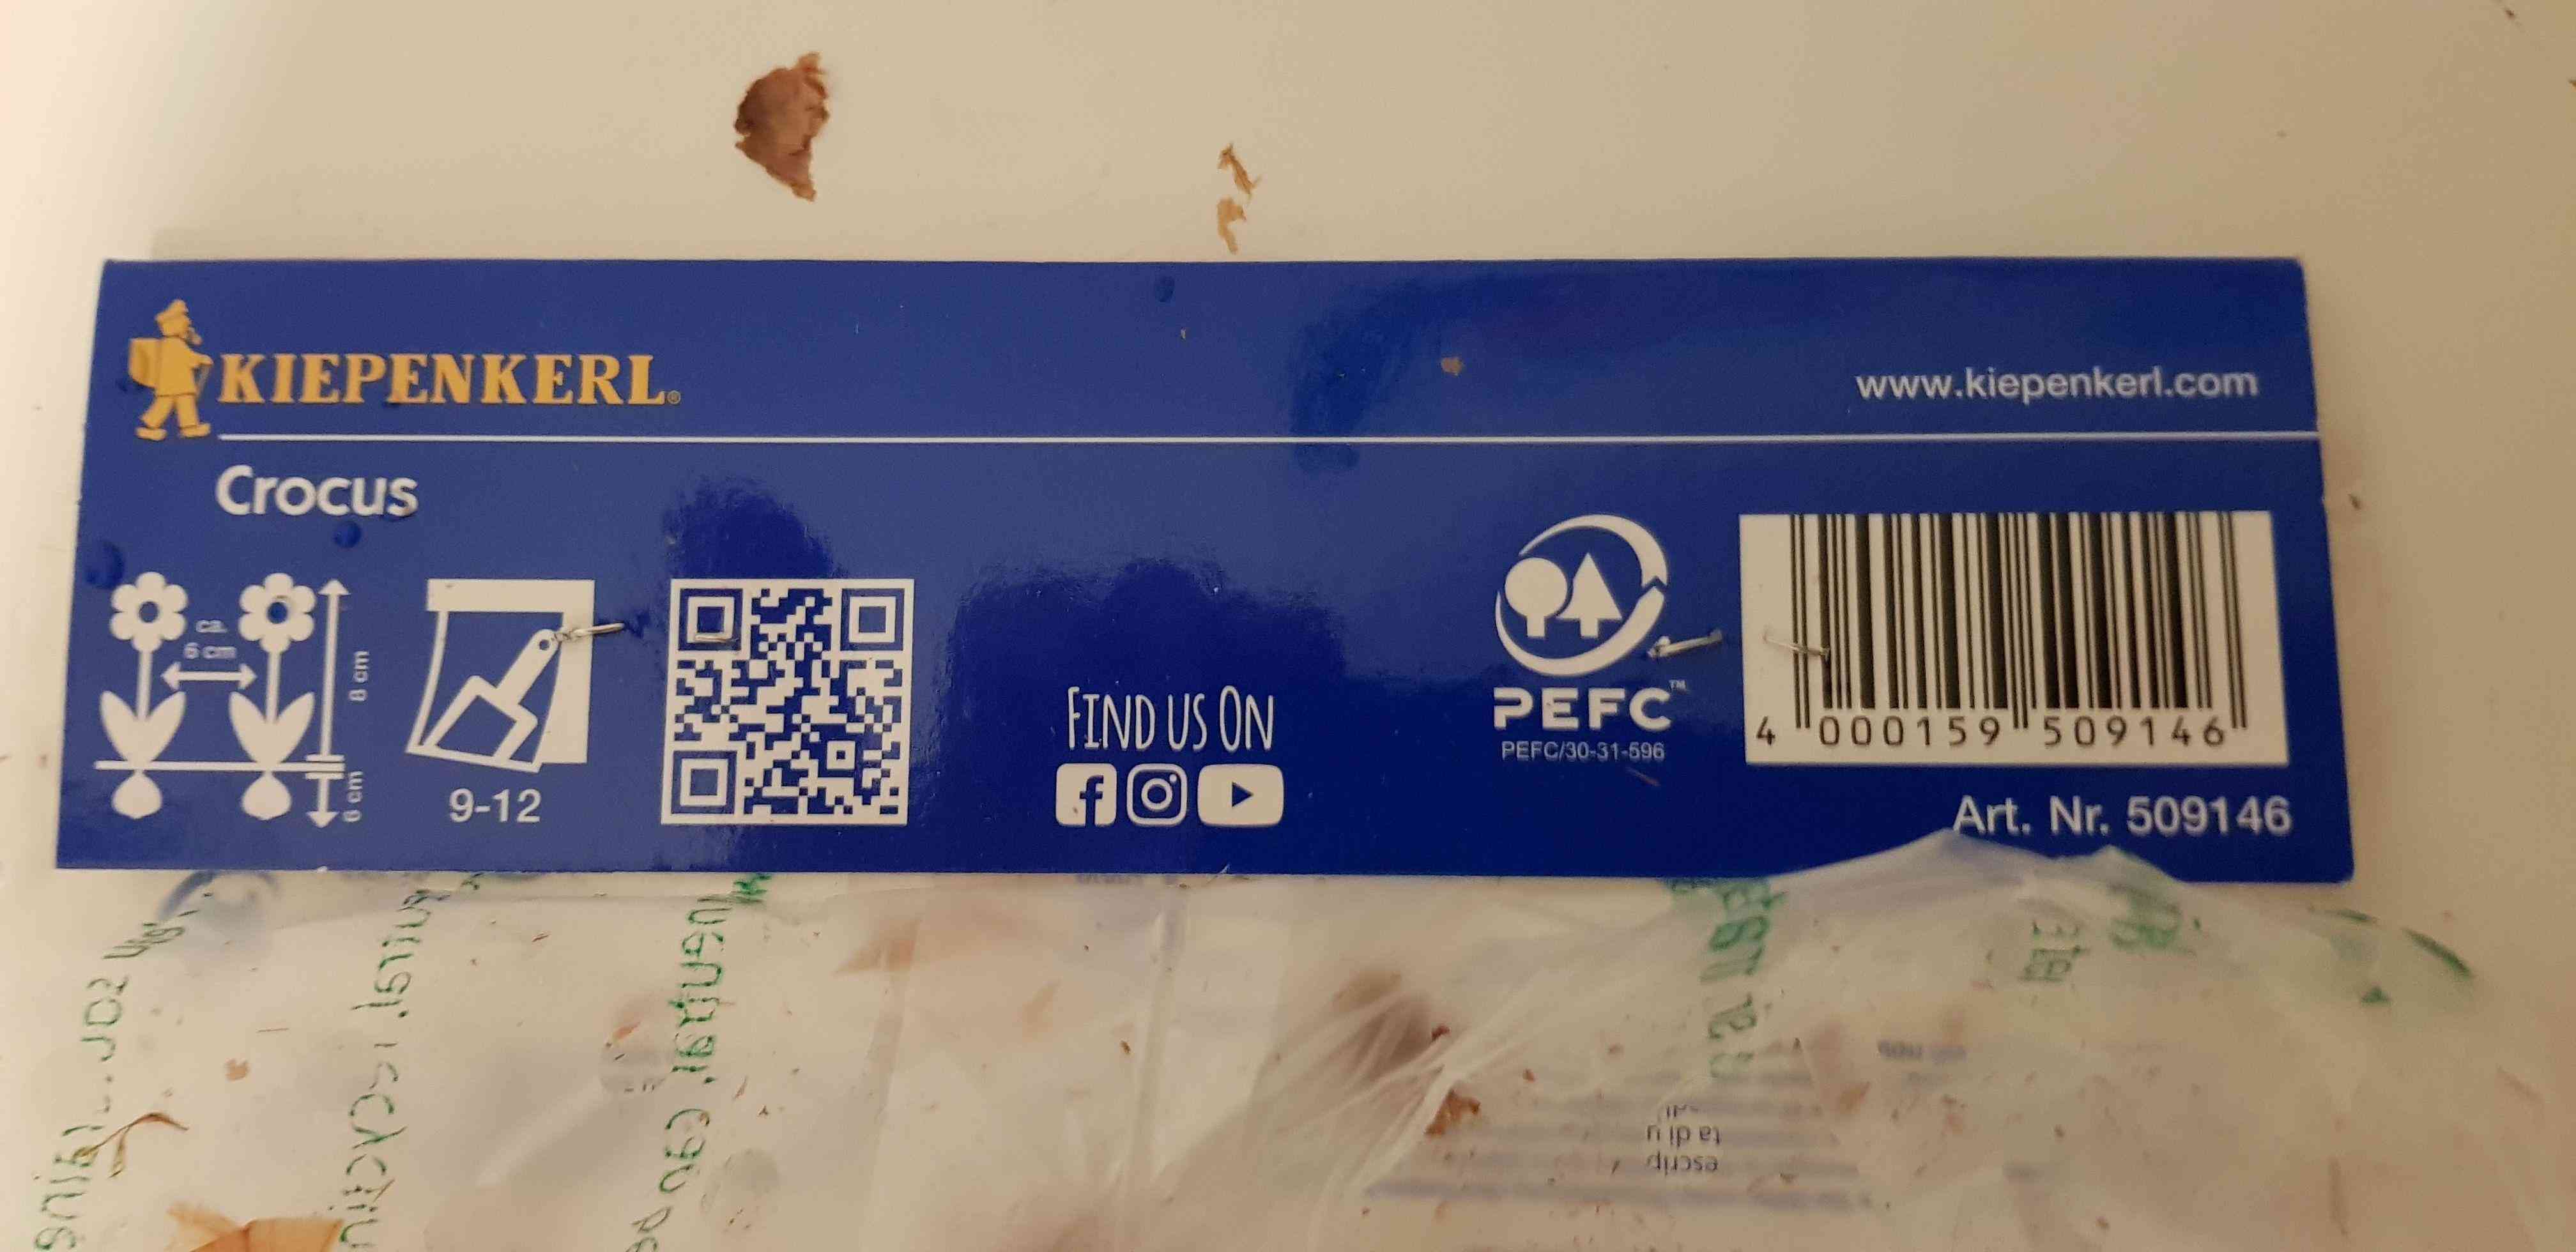 KIEPENKERL®
www.kiepenkerl.com
Crocus
ca.
6 cm
8 cm
6 cm
9-12
FIND US ON
PEFC™
PEFC/30-31-596
4 000159 509146
Art. Nr. 509146